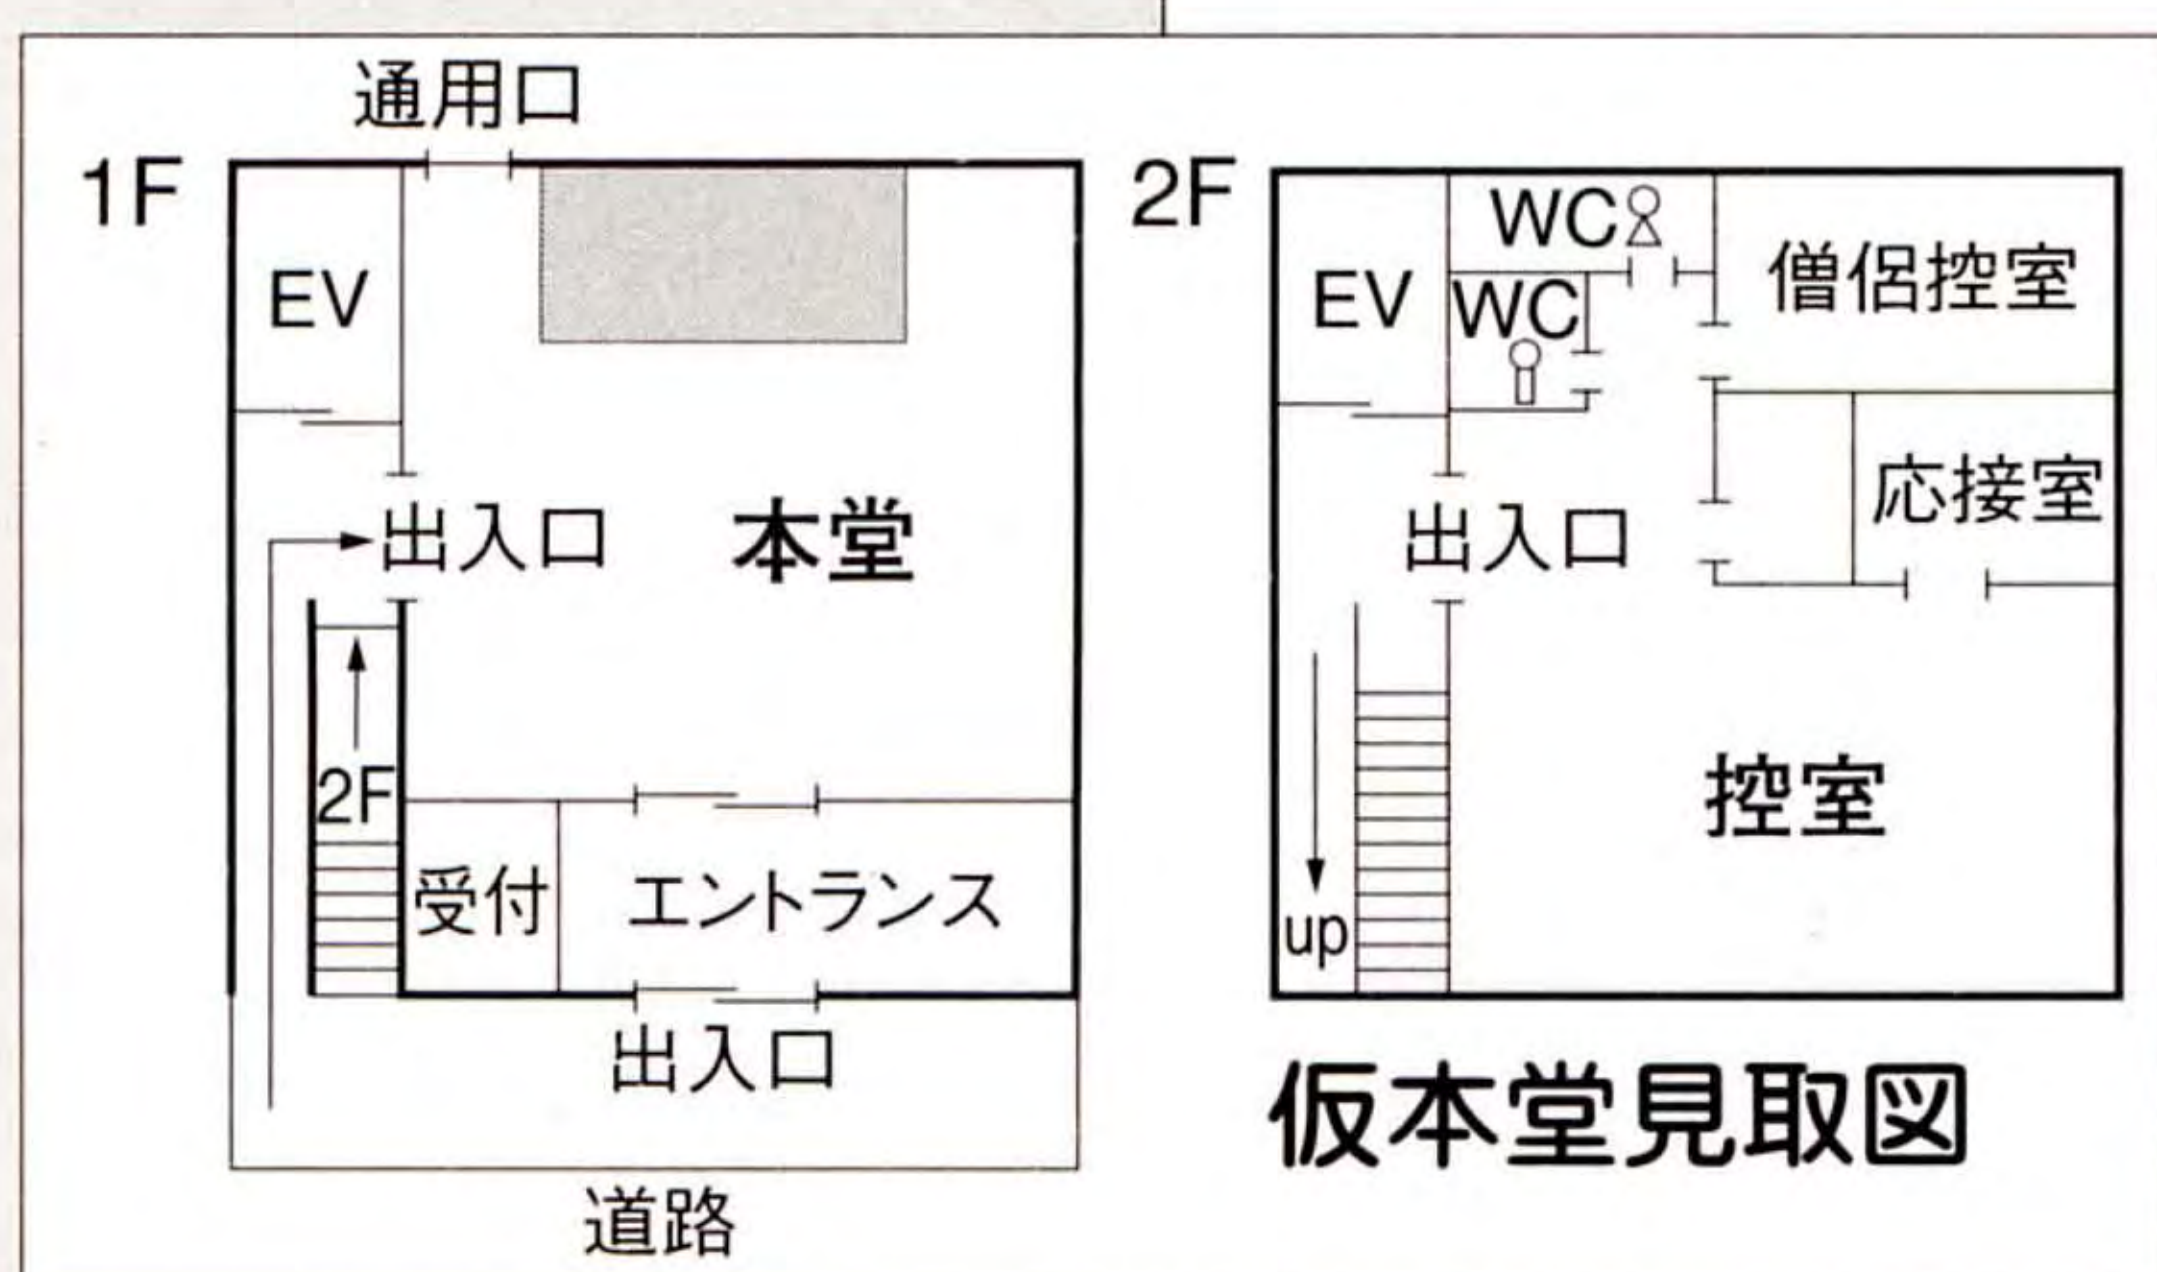 通用口
1F
EV
出入口
本堂
2F
受付
エントランス
出入口
道路
2F
WC
EV
WC
僧侶控室
応接室
出入口
控室
up
仮本堂見取図